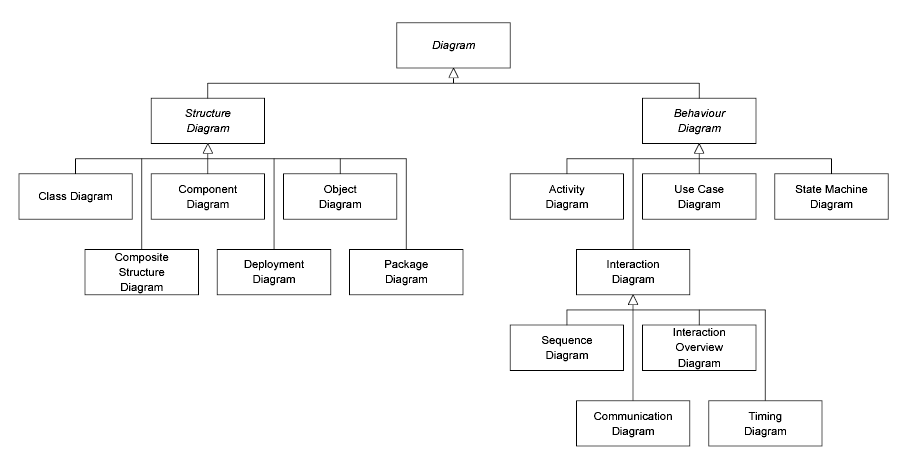 Diagram
Structure
Diagram
Behaviour
Diagram
Class Diagram
Component
Diagram
Object
Diagram
Activity
Diagram
Use Case
Diagram
State Machine
Diagram
Composite
Structure
Diagram
Deployment
Diagram
Package
Diagram
Interaction
Diagram
Sequence
Diagram
Interaction
Overview
Diagram
Communication
Diagram
Timing
Diagram